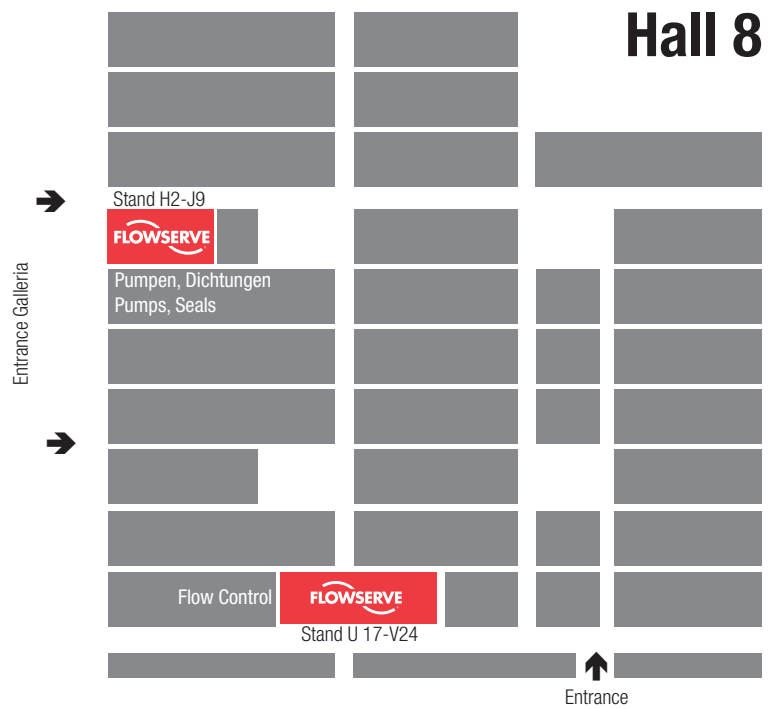 Hall 8
Stand H2-J9
FLOWSERVE
Pumpen, Dichtungen
Pumps, Seals
Entrance Galleria
Flow Control
FLOWSERVE
Stand U 17-V24
Entrance